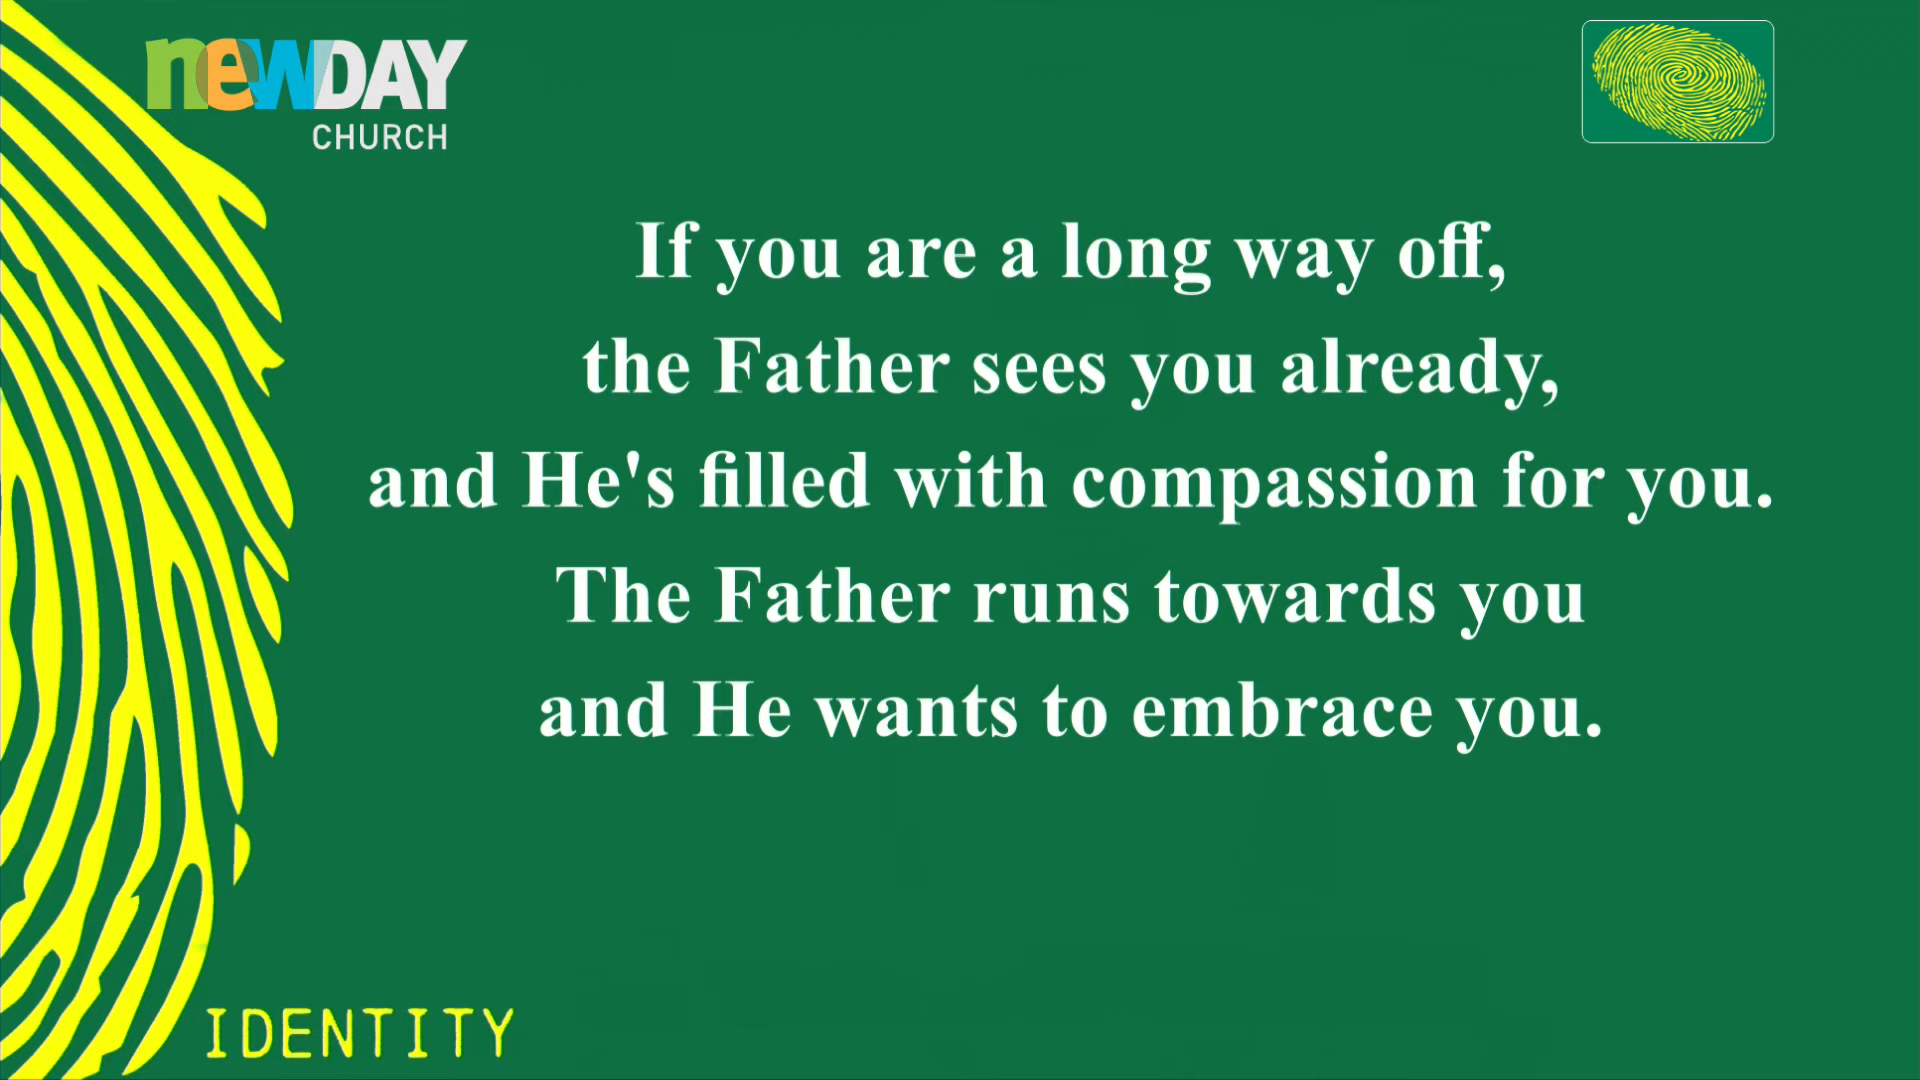 newDAY
CHURCH
If you are a long way off,
the Father sees you already,
and He's filled with compassion for you.
The Father runs towards you
and He wants to embrace you.
IDENTITY